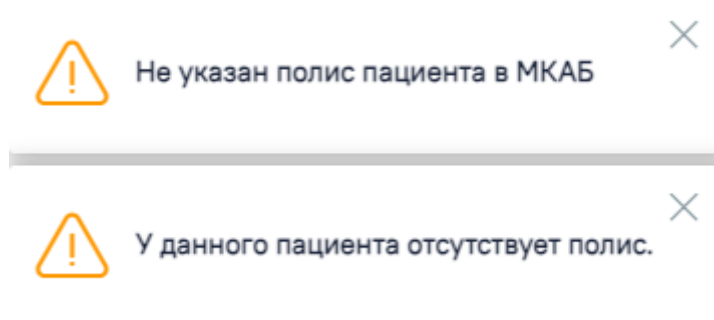 Не указан полис пациента в МКАБ
У данного пациента отсутствует полис.